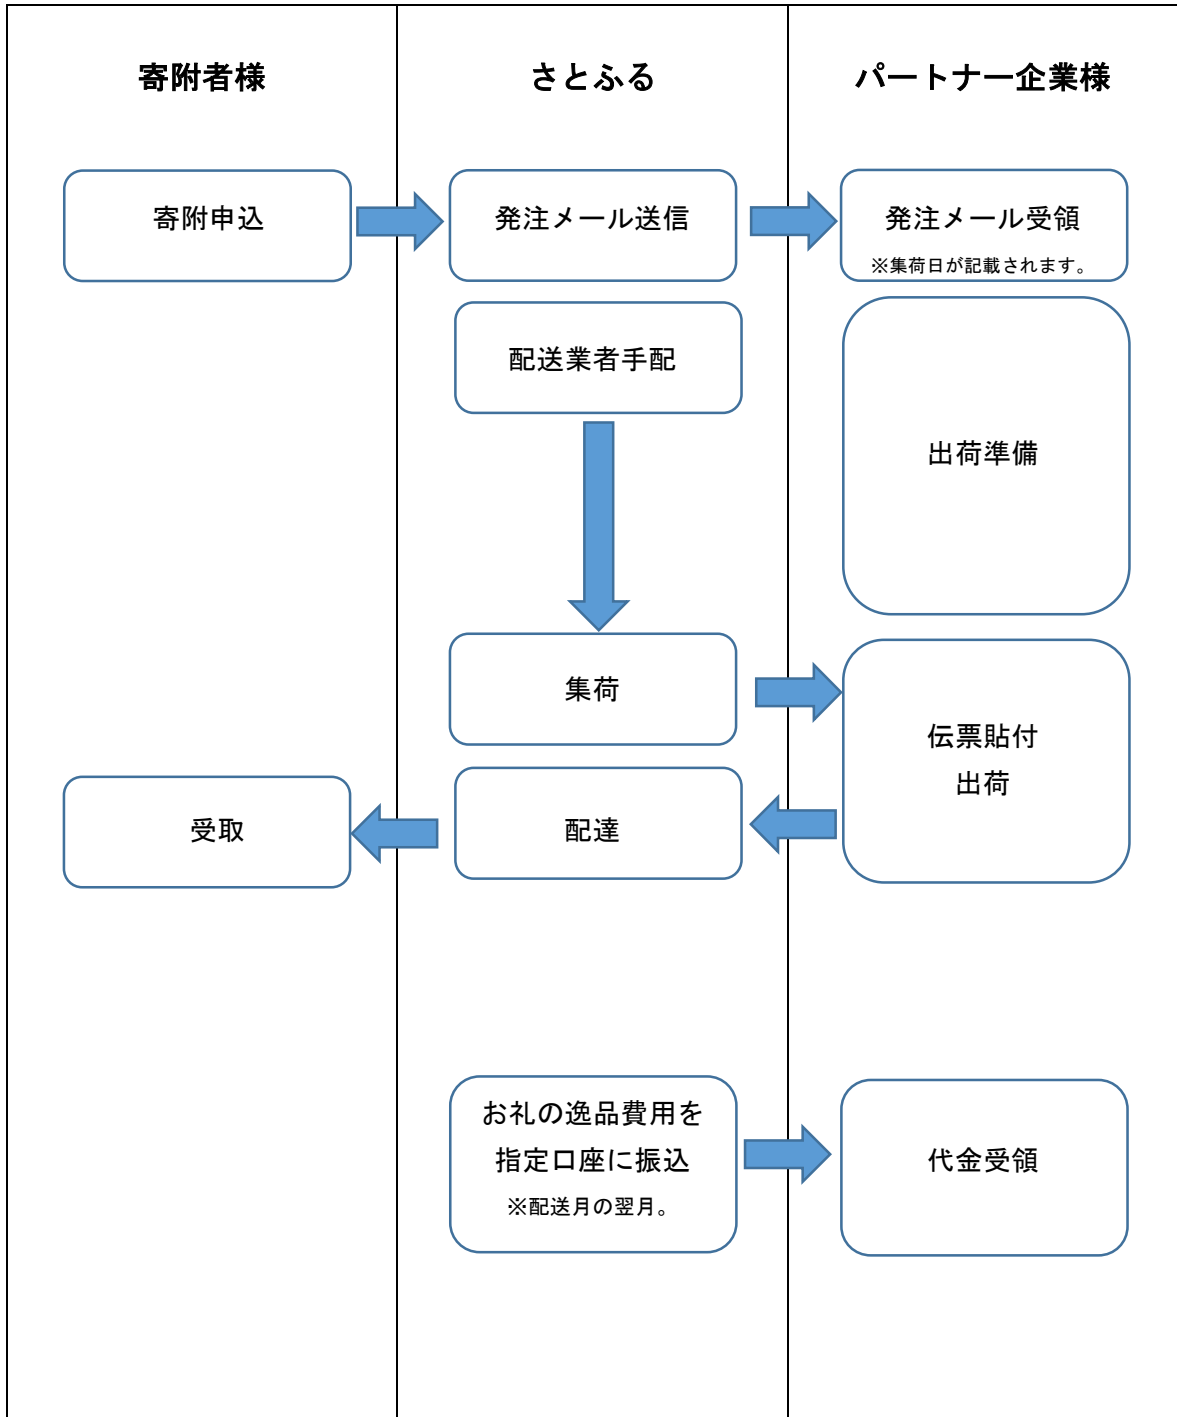 寄附者様
さとふる
パートナー企業様
寄附申込
発注メール送信
発注メール受領
※集荷日が記載されます。
配送業者手配
出荷準備
集荷
伝票貼付
出荷
受取
配達
お礼の逸品費用を
指定口座に振込
※配送月の翌月。
代金受領